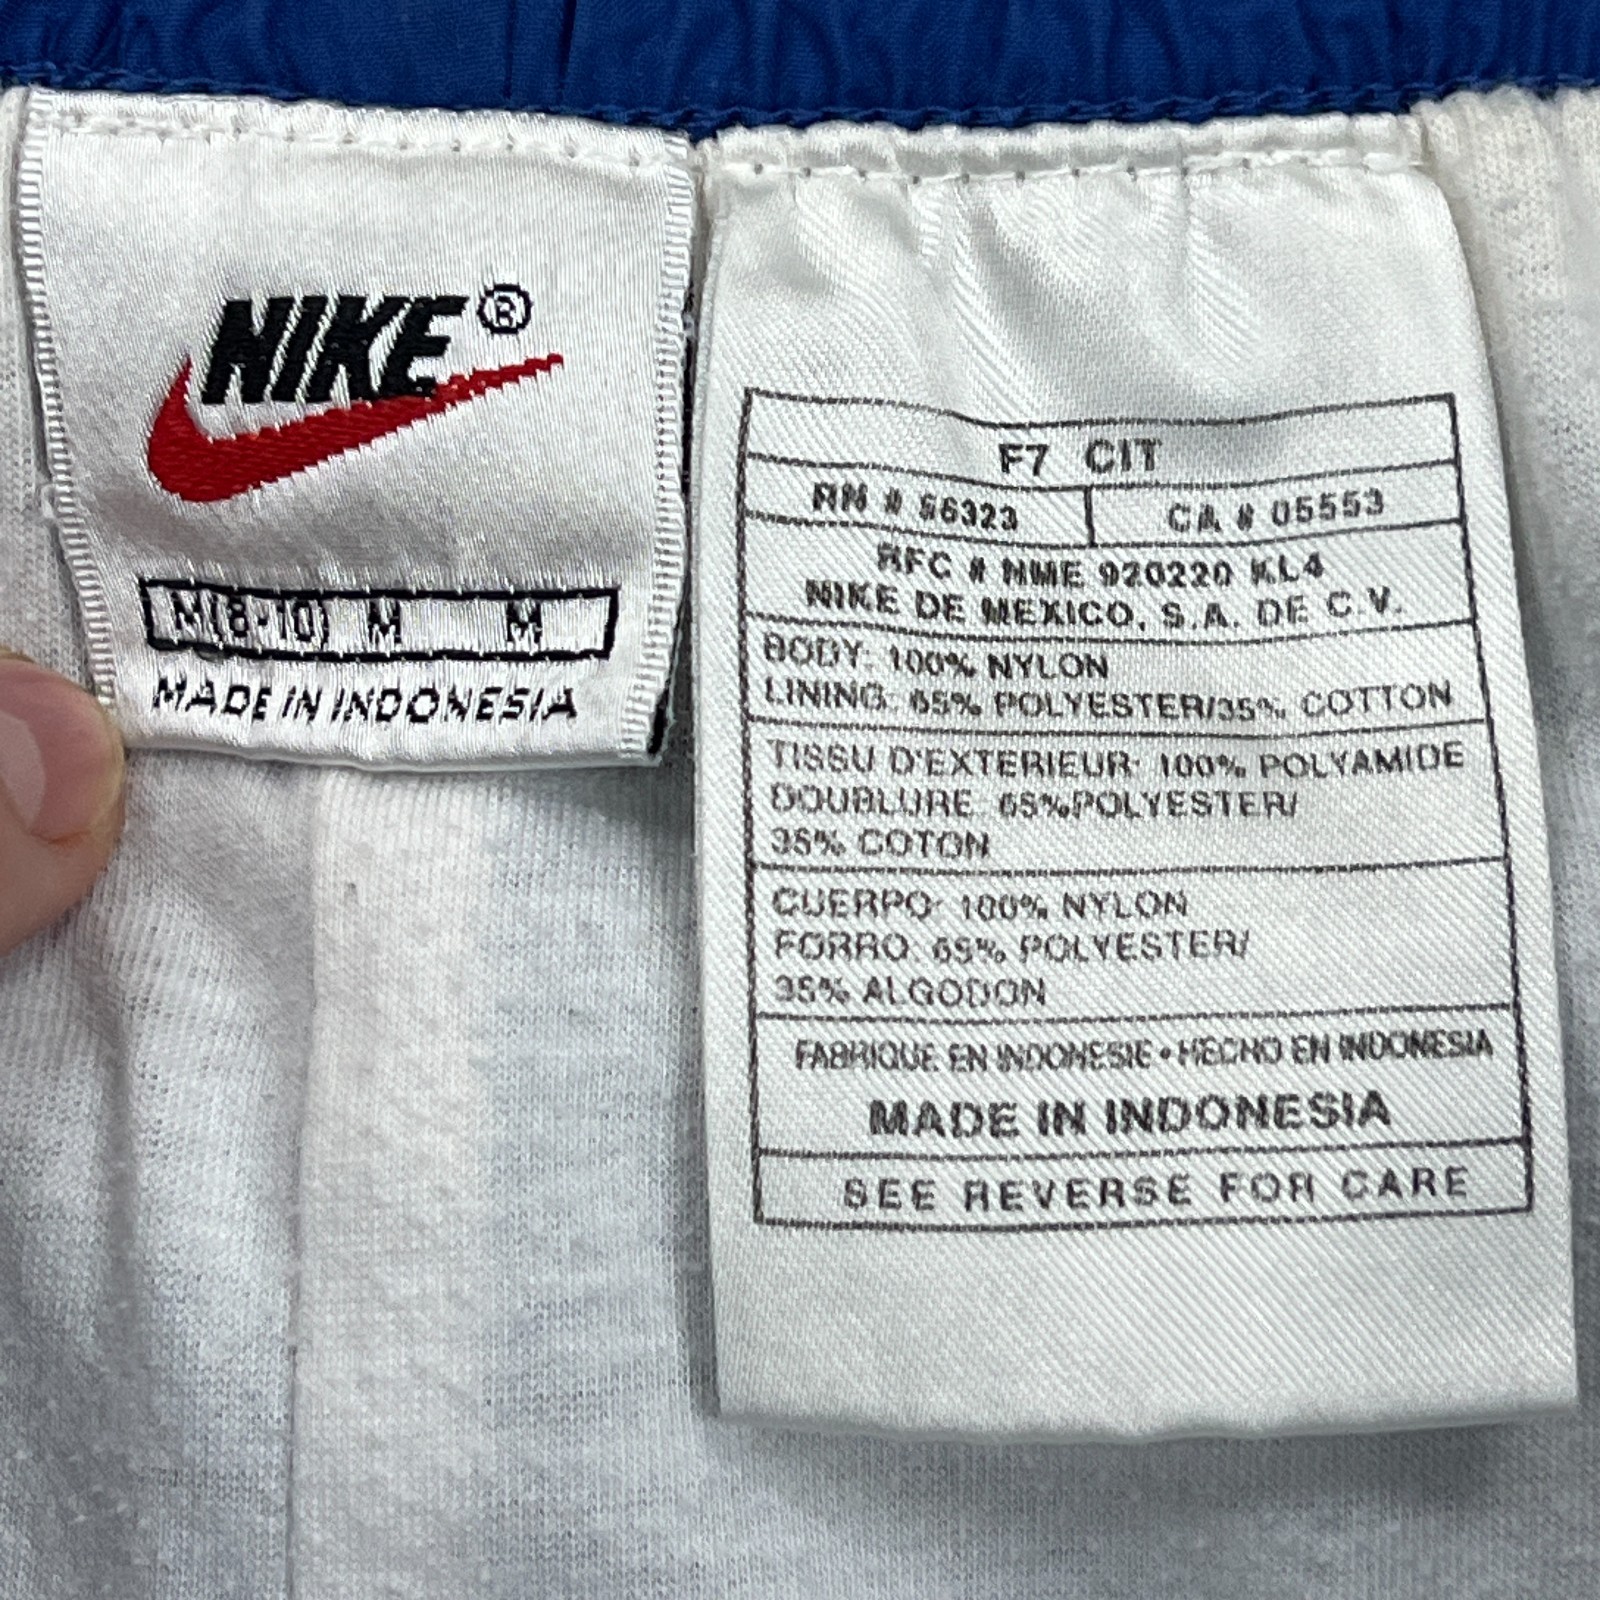 NIKE®
M(8-10) M M
MADE IN INDONESIA
F7 CIT
RN # 56323 CA # 05553
RFC # NME 920220 KL4
NIKE DE MEXICO, S.A. DE C.V.
BODY: 100% NYLON
LINING: 65% POLYESTER/35% COTTON
TISSU D'EXTERIEUR: 100% POLYAMIDE
DOUBLURE: 65%POLYESTER/
35% COTON
CUERPO: 100% NYLON
FORRO: 65% POLYESTER/
35% ALGODON
FABRIQUE EN INDONESIE • HECHO EN INDONESIA
MADE IN INDONESIA
SEE REVERSE FOR CARE